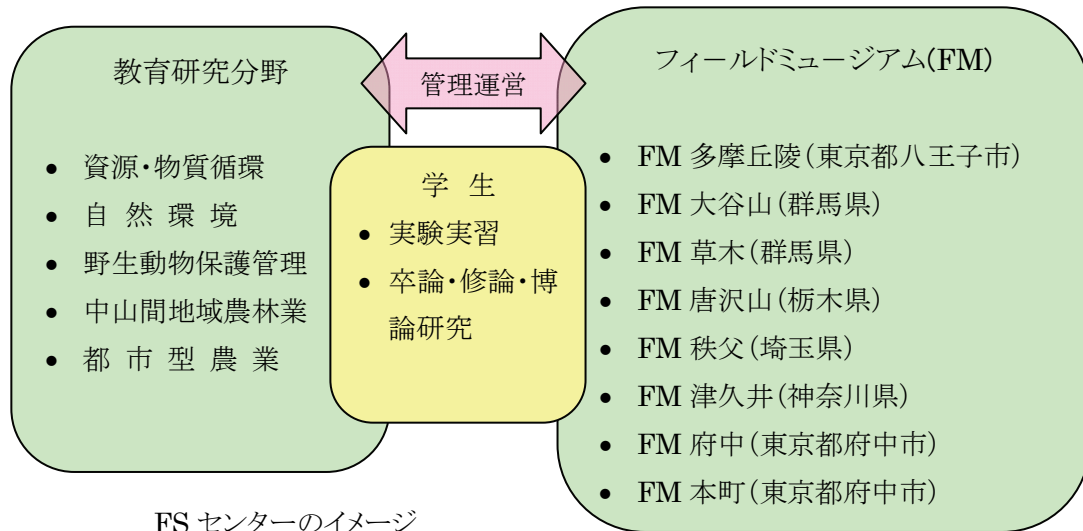 教育研究分野
• 資源・物質循環
• 自 然 環 境
• 野生動物保護管理
• 中山間地域農林業
• 都 市 型 農 業
管理運営
学 生
• 実験実習
• 卒論・修論・博
論研究
フィールドミュージアム(FM)
• FM 多摩丘陵(東京都八王子市)
• FM 大谷山(群馬県)
• FM 草木(群馬県)
• FM 唐沢山(栃木県)
• FM 秩父(埼玉県)
• FM 津久井(神奈川県)
• FM 府中(東京都府中市)
• FM 本町(東京都府中市)
FS センターのイメージ